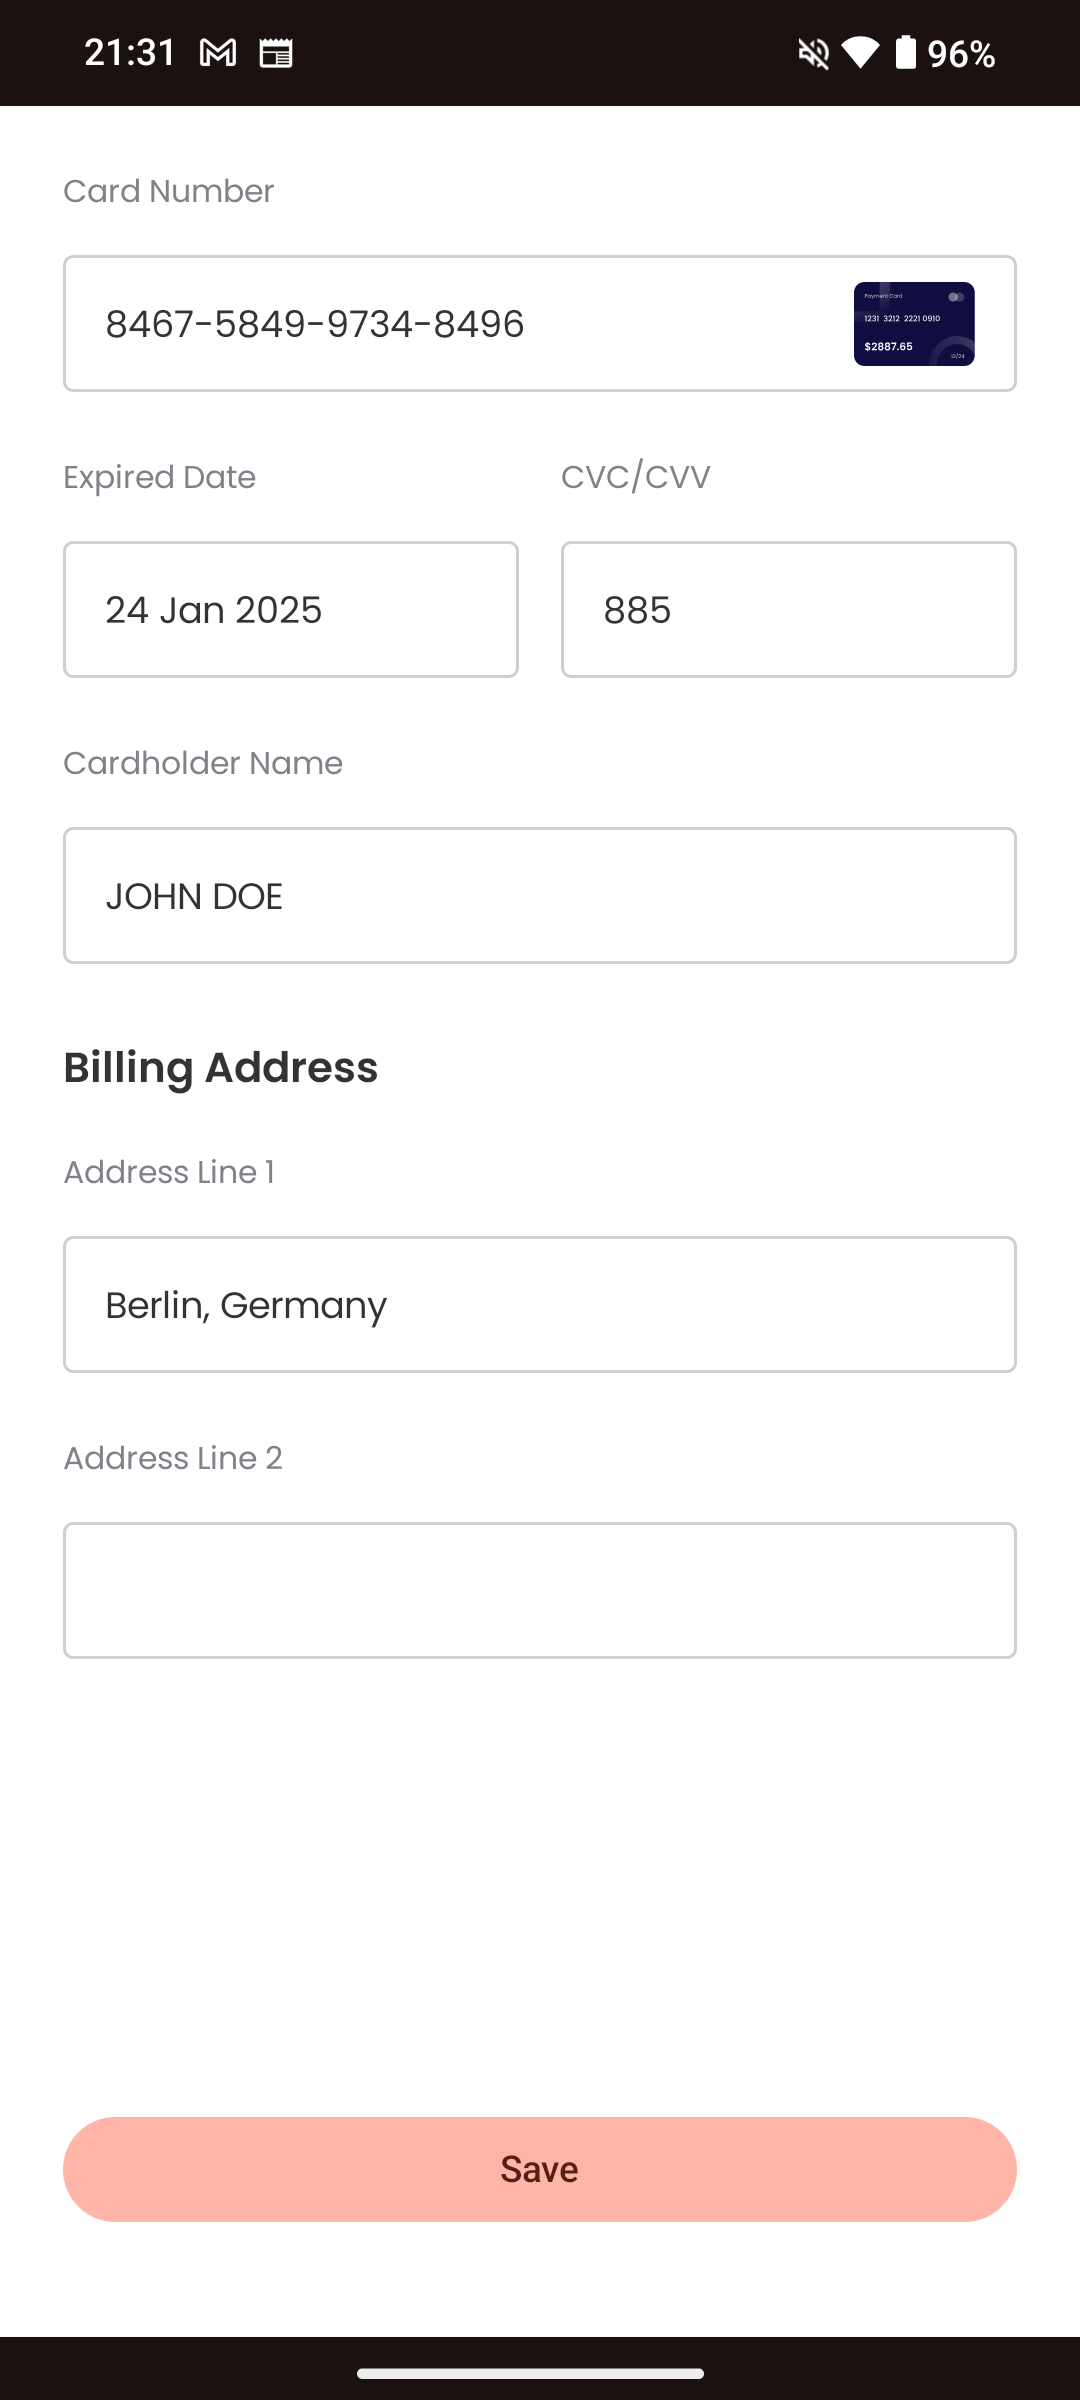 21:31 96%
Card Number
8467-5849-9734-8496
Payment Card
1231 3212 2221 0910
$2887.65
12/24
Expired Date CVC/CVV
24 Jan 2025 885
Cardholder Name
JOHN DOE
Billing Address
Address Line 1
Berlin, Germany
Address Line 2
Save